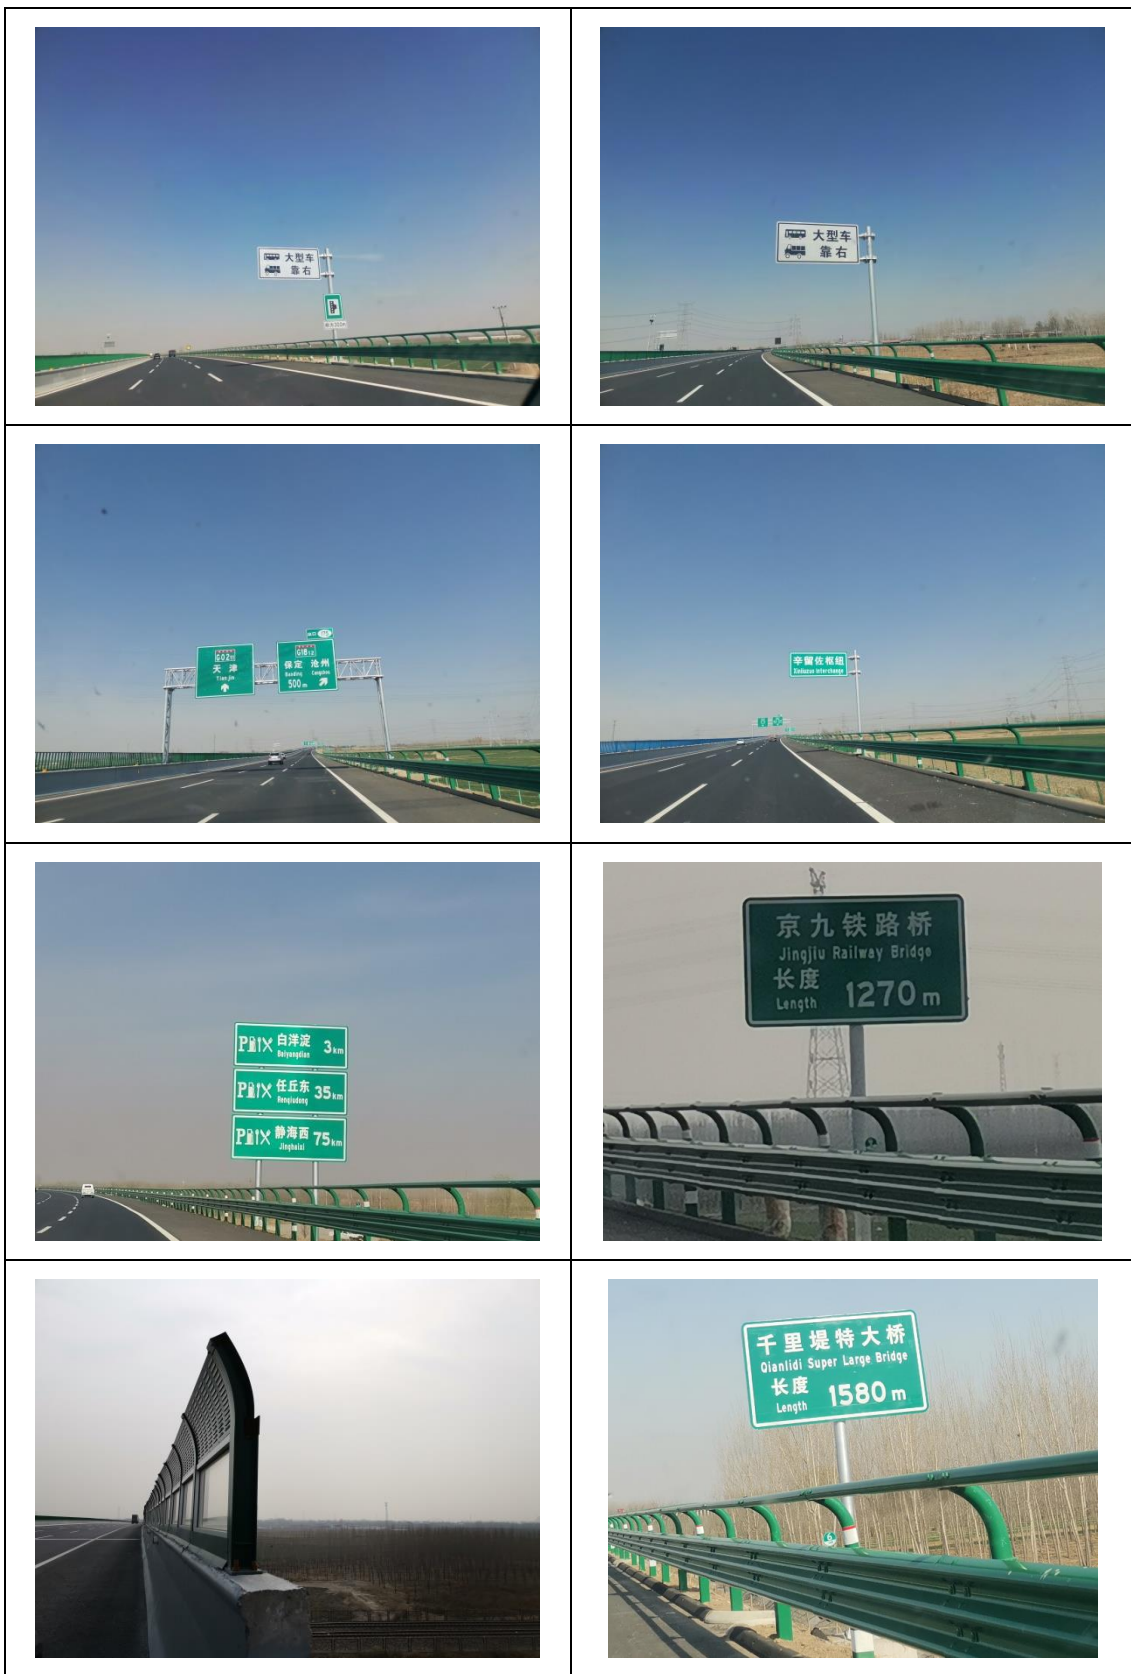 大型车
靠右
大型车
靠右
天津
Tianjin
保定 沧州
Baoding Cangzhou
500m
辛留佐枢纽
Xinliuzuo Interchange
P 白洋淀 3km
Baiyangdian
P 任丘东 35km
Renqiudong
P 静海西 75km
Jinghaixi
京九铁路桥
Jingjiu Railway Bridge
长度
Length 1270m
千里堤特大桥
Qianlidi Super Large Bridge
长度
Length 1580m
6